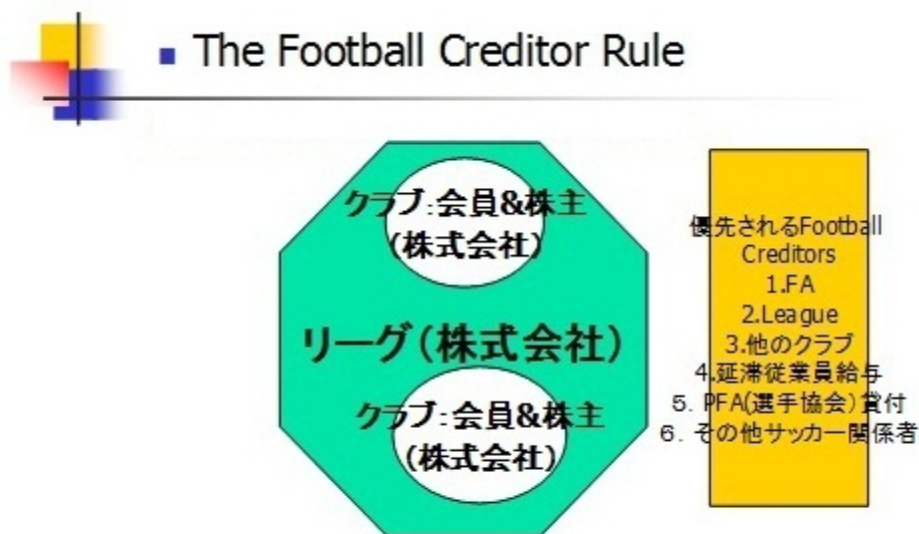 The Football Creditor Rule
クラブ:会員&株主
(株式会社)
リーグ(株式会社)
クラブ:会員&株主
(株式会社)
優先されるFootball
Creditors
1.FA
2.League
3.他のクラブ
4.延滞従業員給与
5. PFA(選手協会)貸付
6. その他サッカー関係者